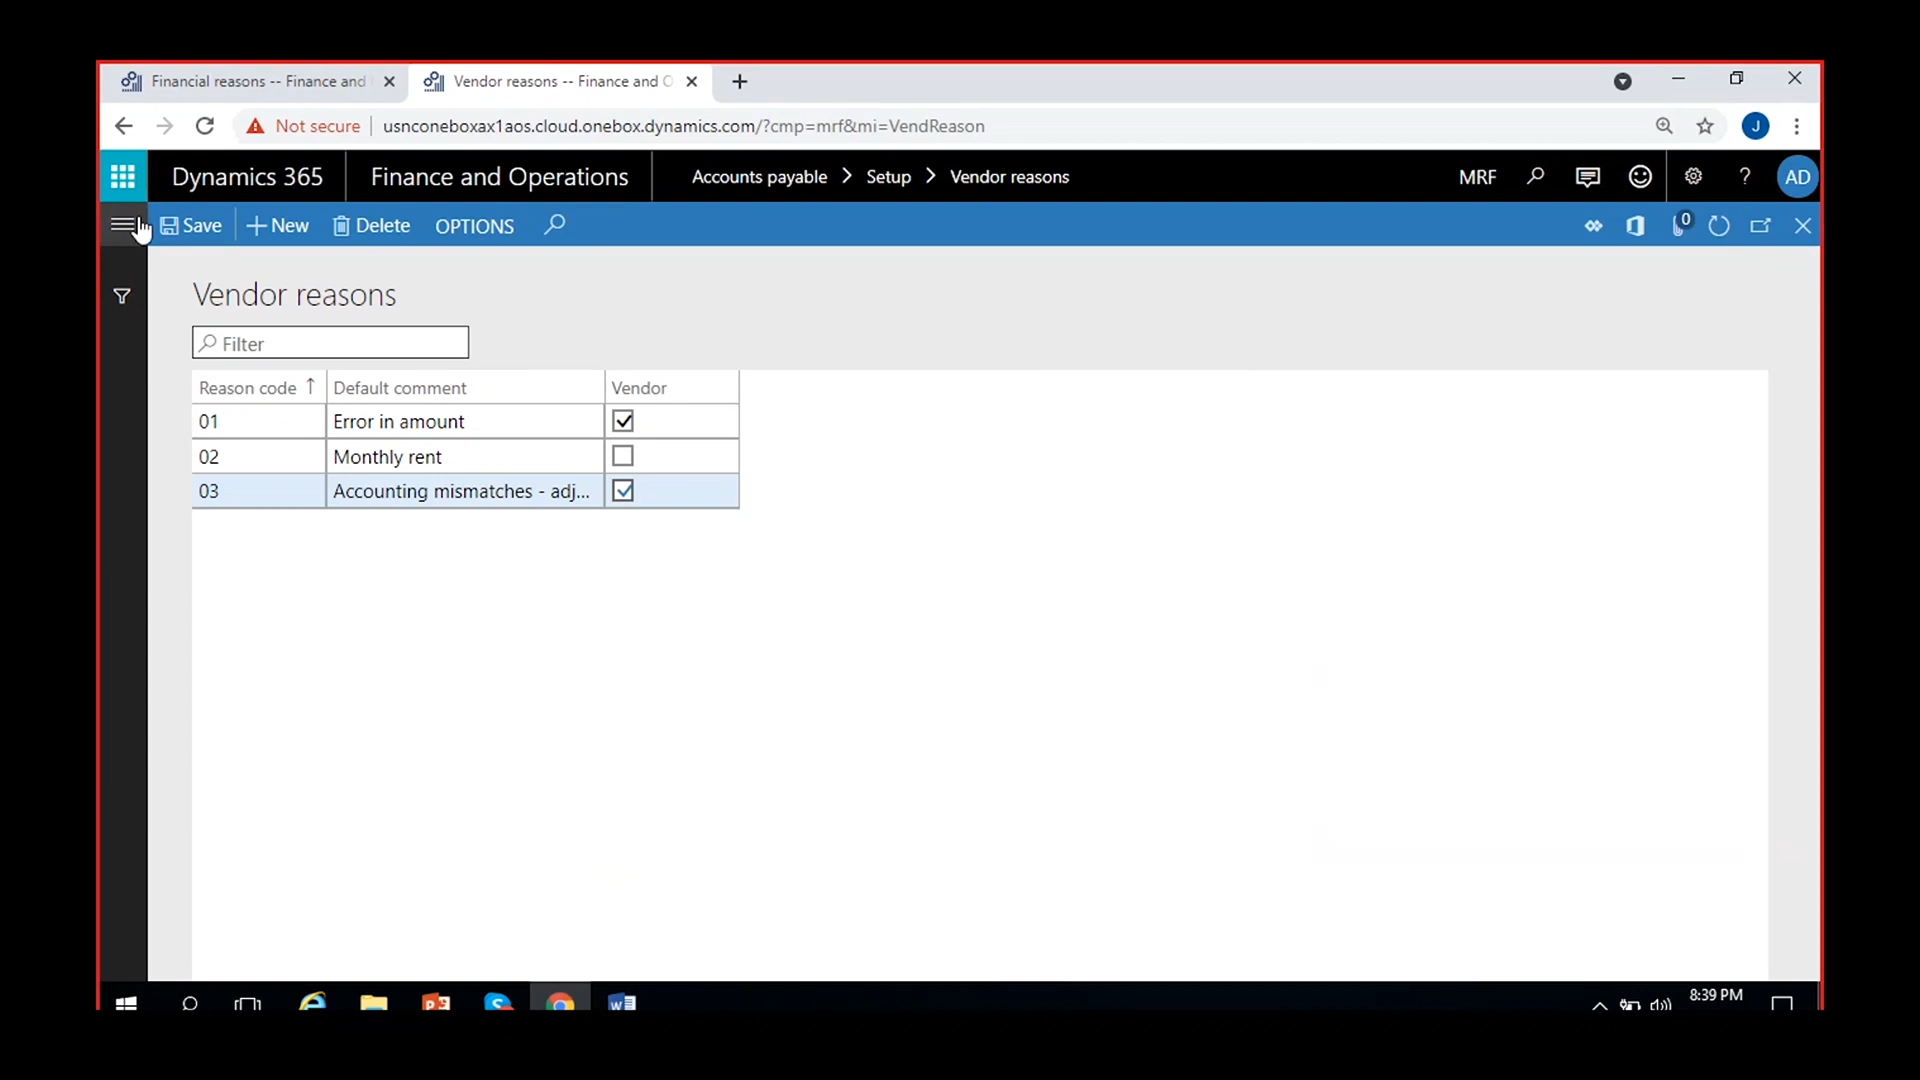 Financial reasons -- Finance and
Vendor reasons -- Finance and O
Not secure
usnconeboxax1aos.cloud.onebox.dynamics.com/?cmp=mrf&mi=VendReason
J
Dynamics 365
Finance and Operations
Accounts payable > Setup > Vendor reasons
MRF
?
AD
Save
+ New
Delete
OPTIONS
0
Vendor reasons
Filter
Reason code ↑ Default comment Vendor
01 Error in amount
02 Monthly rent
03 Accounting mismatches - adj...
8:39 PM